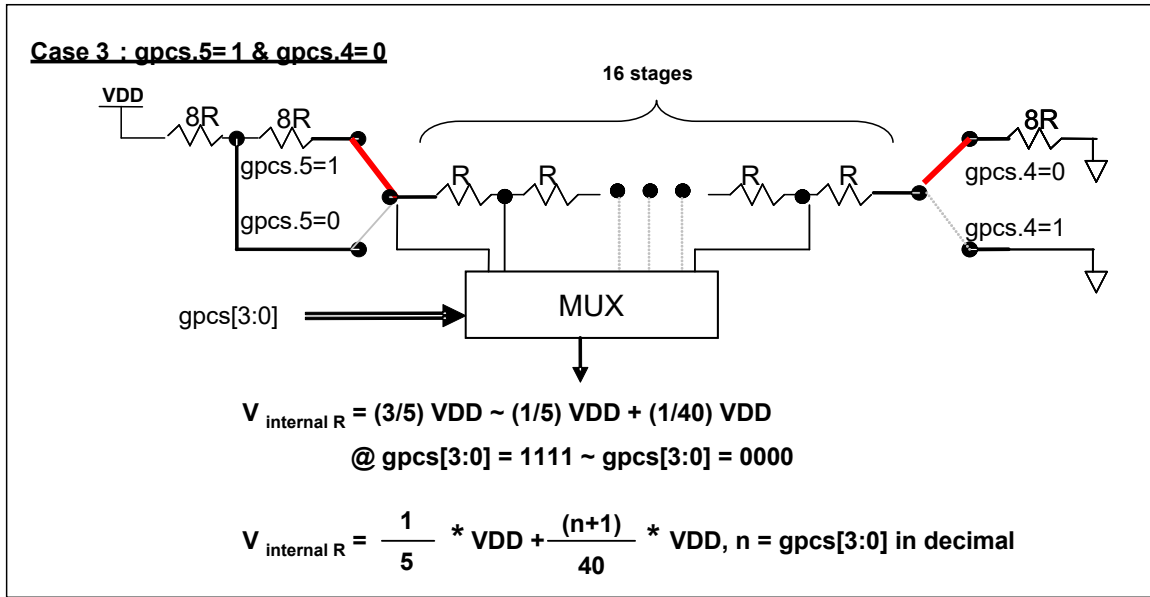 Case 3 : gpcs.5= 1 & gpcs.4= 0
16 stages
VDD
8R
8R
8R
gpcs.5=1
R
R
R
R
gpcs.4=0
gpcs.5=0
gpcs.4=1
MUX
gpcs[3:0]
V internal R = (3/5) VDD ~ (1/5) VDD + (1/40) VDD
@ gpcs[3:0] = 1111 ~ gpcs[3:0] = 0000
V internal R = 1/5 * VDD + (n+1)/40 * VDD, n = gpcs[3:0] in decimal